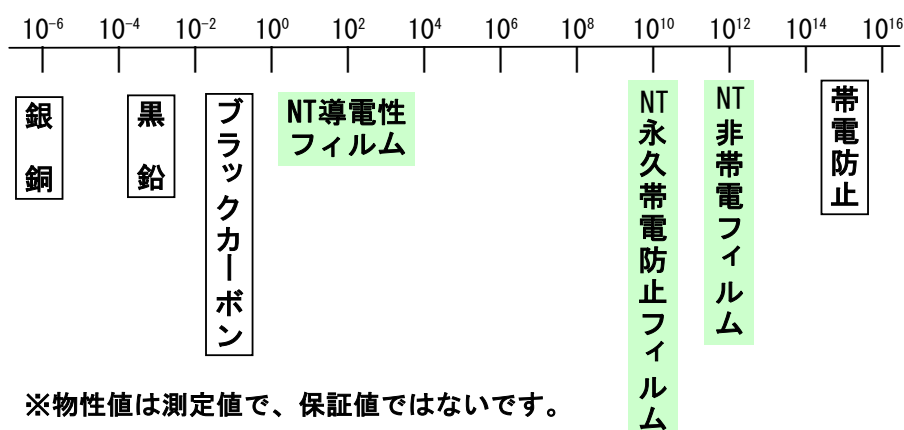 10⁻⁶ 10⁻⁴ 10⁻² 10⁰ 10² 10⁴ 10⁶ 10⁸ 10¹⁰ 10¹² 10¹⁴ 10¹⁶
銀銅
黒鉛
ブラックカーボン
NT導電性
フィルム
NT永久帯電防止フィルム
NT非帯電フィルム
帯電防止
※物性値は測定値で、保証値ではないです。